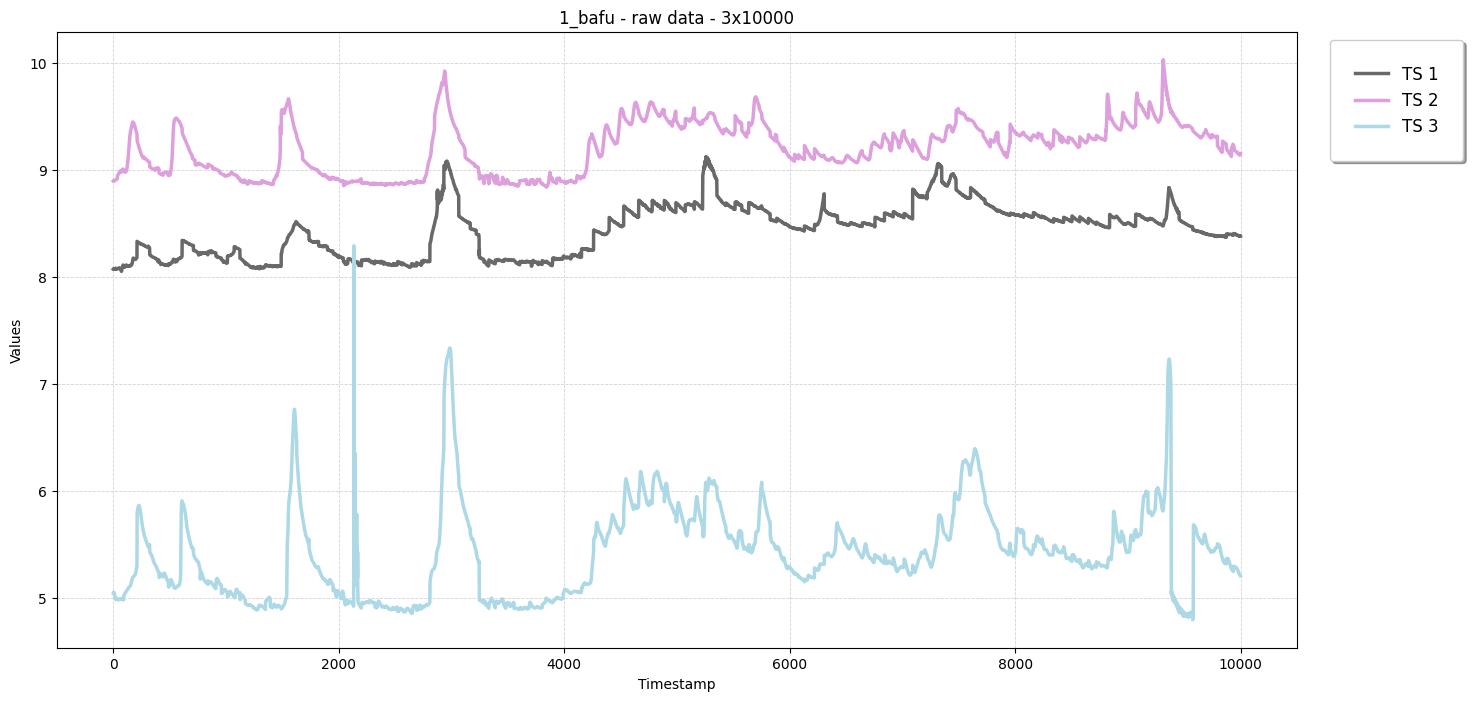 1_bafu - raw data - 3x10000
TS 1
TS 2
TS 3
Values
10
9
8
7
6
5
0 2000 4000 6000 8000 10000
Timestamp